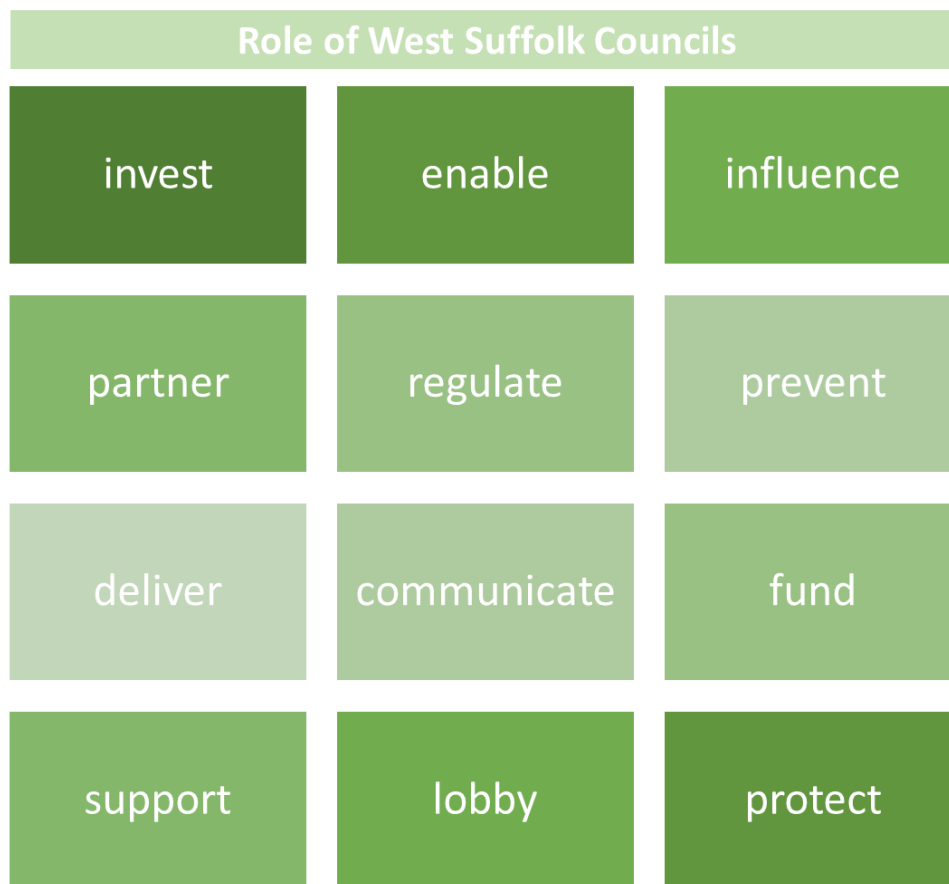 Role of West Suffolk Councils
invest
enable
influence
partner
regulate
prevent
deliver
communicate
fund
support
lobby
protect